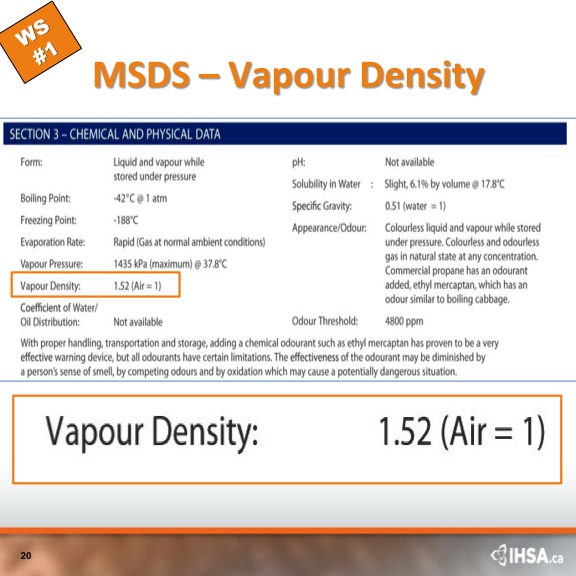 WS
#1
MSDS – Vapour Density
SECTION 3 – CHEMICAL AND PHYSICAL DATA
Form: Liquid and vapour while
stored under pressure
Boiling Point: -42°C @ 1 atm
Freezing Point: -188°C
Evaporation Rate: Rapid (Gas at normal ambient conditions)
Vapour Pressure: 1435 kPa (maximum) @ 37.8°C
Vapour Density: 1.52 (Air = 1)
Coefficient of Water/
Oil Distribution: Not available
pH: Not available
Solubility in Water : Slight, 6.1% by volume @ 17.8°C
Specific Gravity: 0.51 (water = 1)
Appearance/Odour: Colourless liquid and vapour while stored
under pressure. Colourless and odourless
gas in natural state at any concentration.
Commercial propane has an odourant
added, ethyl mercaptan, which has an
odour similar to boiling cabbage.
Odour Threshold: 4800 ppm
With proper handling, transportation and storage, adding a chemical odourant such as ethyl mercaptan has proven to be a very
effective warning device, but all odourants have certain limitations. The effectiveness of the odourant may be diminished by
a person's sense of smell, by competing odours and by oxidation which may cause a potentially dangerous situation.
Vapour Density: 1.52 (Air = 1)
20
IHSA.ca